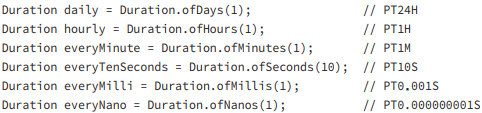 Duration daily = Duration.ofDays(1); // PT24H
Duration hourly = Duration.ofHours(1); // PT1H
Duration everyMinute = Duration.ofMinutes(1); // PT1M
Duration everyTenSeconds = Duration.ofSeconds(10); // PT10S
Duration everyMilli = Duration.ofMillis(1); // PT0.001S
Duration everyNano = Duration.ofNanos(1); // PT0.000000001S